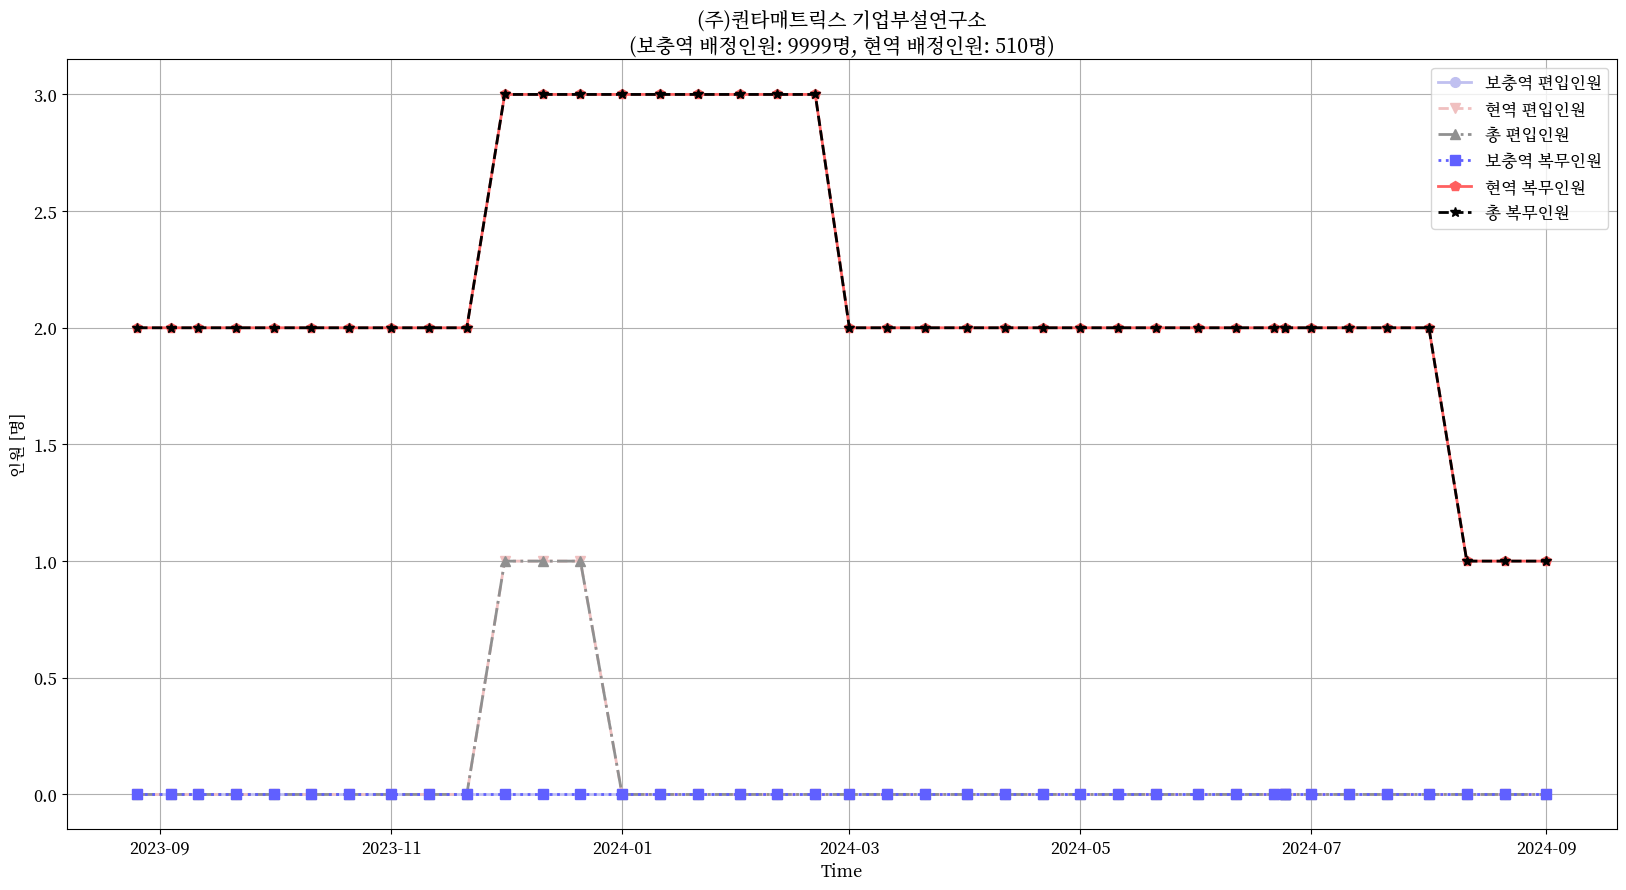 (주)퀀타매트릭스 기업부설연구소
(보충역 배정인원: 9999명, 현역 배정인원: 510명)
보충역 편입인원
현역 편입인원
총 편입인원
보충역 복무인원
현역 복무인원
총 복무인원
인원 [명]
3.0
2.5
2.0
1.5
1.0
0.5
0.0
2023-09
2023-11
2024-01
2024-03
2024-05
2024-07
2024-09
Time